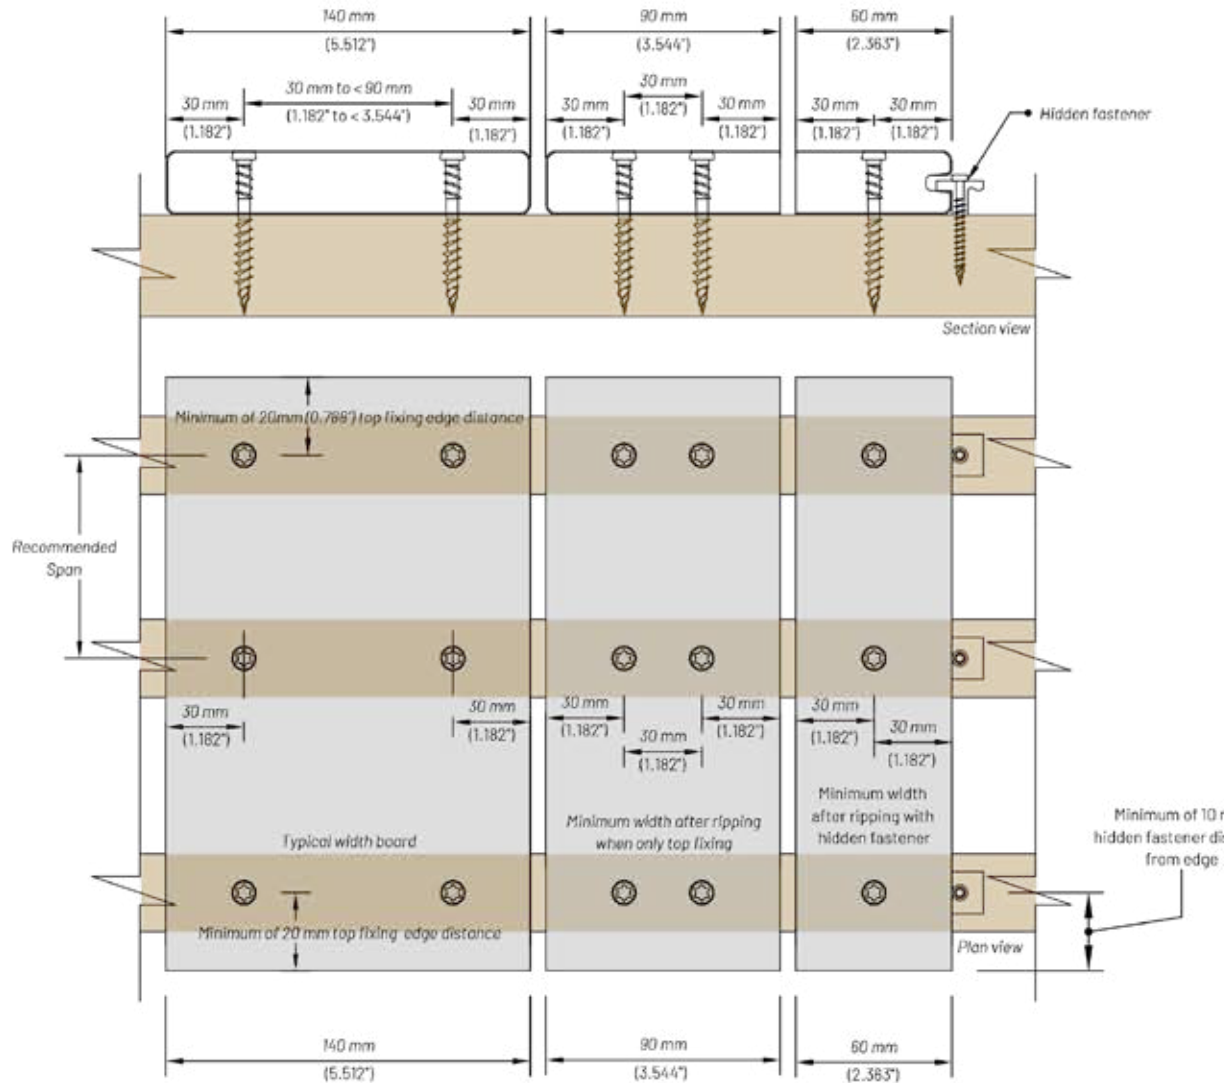 140 mm
(5.512")
90 mm
(3.544")
60 mm
(2.363")
30 mm
(1.182")
30 mm to < 90 mm
(1.182" to < 3.544")
30 mm
(1.182")
30 mm
(1.182")
30 mm
(1.182")
30 mm
(1.182")
30 mm
(1.182")
30 mm
(1.182")
Hidden fastener
Section view
Minimum of 20mm (0.788") top fixing edge distance
Recommended
Span
30 mm
(1.182")
30 mm
(1.182")
30 mm
(1.182")
30 mm
(1.182")
30 mm
(1.182")
30 mm
(1.182")
30 mm
(1.182")
Typical width board
Minimum width after ripping
when only top fixing
Minimum width
after ripping with
hidden fastener
Minimum of 10
hidden fastener
from edge
Minimum of 20 mm top fixing edge distance
Plan view
140 mm
(5.512")
90 mm
(3.544")
60 mm
(2.363")